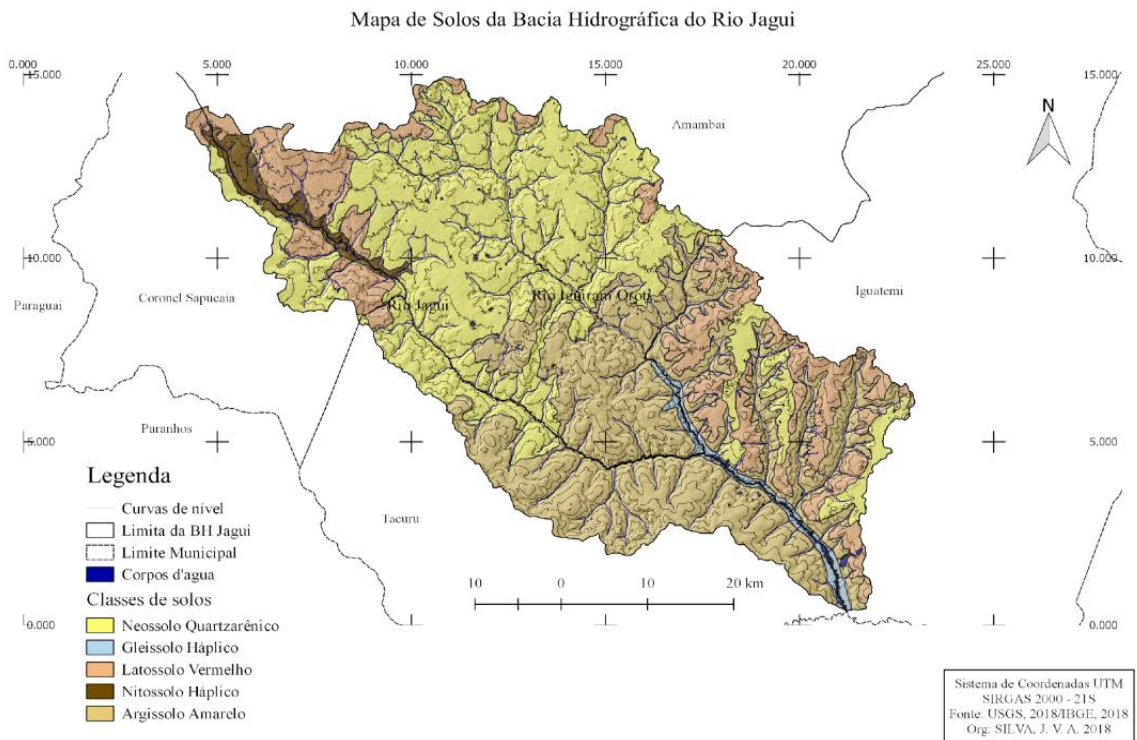 Mapa de Solos da Bacia Hidrográfica do Rio Jagui
0.000 5.000 10.000 15.000 20.000 25.000
15.000 15.000
Amambai
N
10.000 10.000
Paraguai
Coronel Sapucaia
Rio Jagui
Rio Iguiram Oroti
Iguatemi
Paranhos
5.000 5.000
Tacuru
Legenda
Curvas de nível
Limita da BH Jagui
Limite Municipal
Corpos d'agua
Classes de solos
Neossolo Quartzarênico
Gleissolo Háplico
Latossolo Vermelho
Nitossolo Háplico
Argissolo Amarelo
10 0 10 20 km
0.000 0.000
Sistema de Coordenadas UTM
SIRGAS 2000 - 21S
Fonte: USGS, 2018/IBGE, 2018
Org: SILVA, J. V. A. 2018